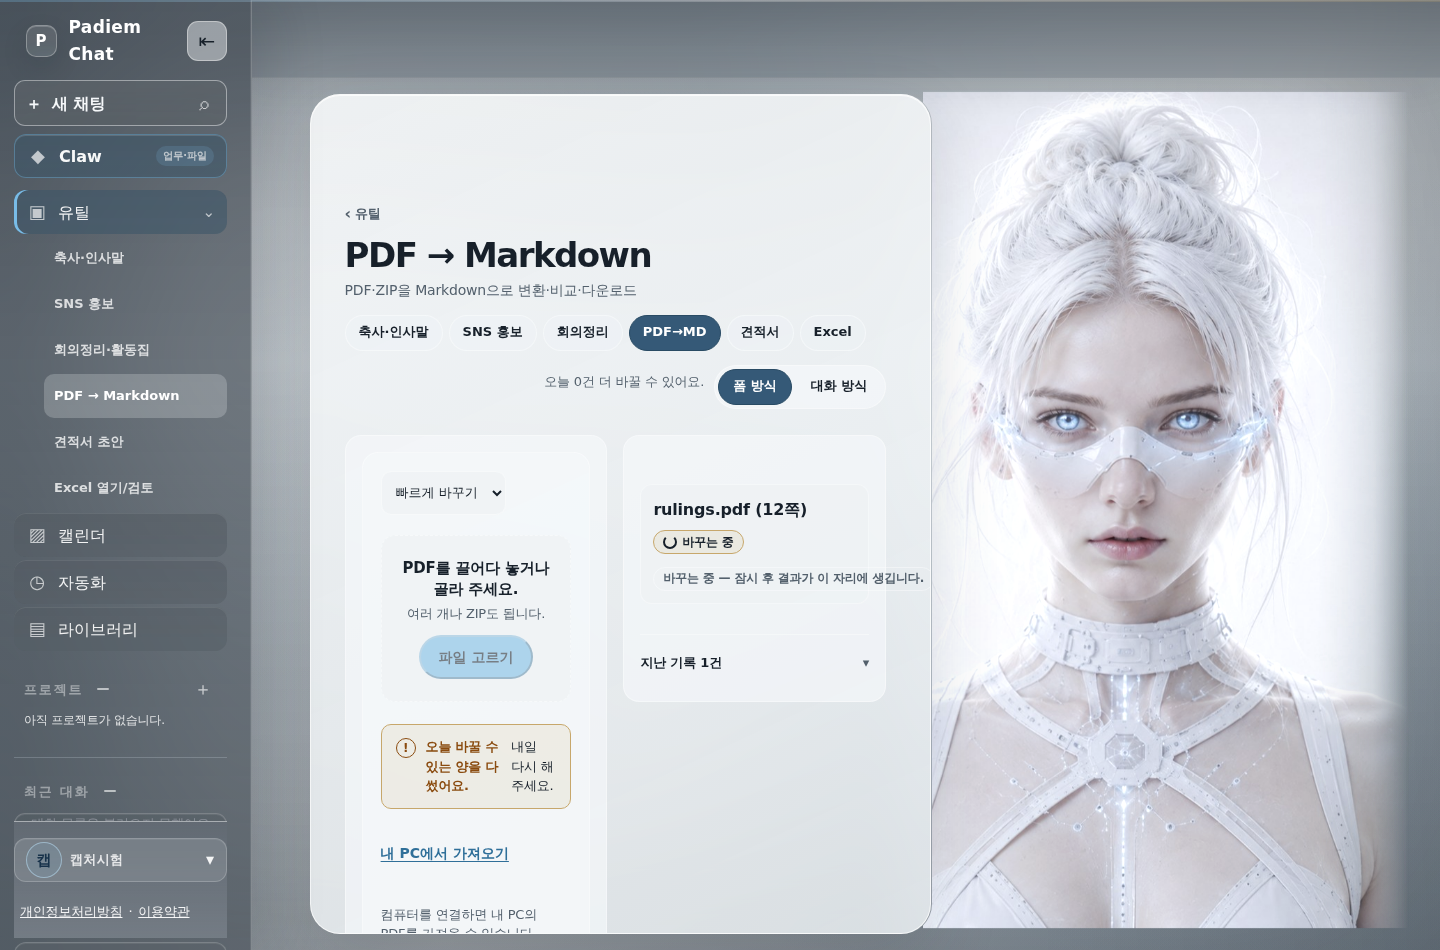 P
Padiem
Chat
⇤
+ 새 채팅
◆ Claw 업무·파일
▣ 유틸
축사·인사말
SNS 홍보
회의정리·활동집
PDF → Markdown
견적서 초안
Excel 열기/검토
▨ 캘린더
◷ 자동화
▤ 라이브러리
프로젝트 — +
아직 프로젝트가 없습니다.
최근 대화 —
캡 캡처시험 ▼
개인정보처리방침 · 이용약관
‹ 유틸
PDF → Markdown
PDF·ZIP을 Markdown으로 변환·비교·다운로드
축사·인사말 SNS 홍보 회의정리 PDF→MD 견적서 Excel
오늘 0건 더 바꿀 수 있어요. 폼 방식 대화 방식
빠르게 바꾸기
PDF를 끌어다 놓거나
골라 주세요.
여러 개나 ZIP도 됩니다.
파일 고르기
! 오늘 바꿀 수 내일
있는 양을 다 다시 해
썼어요. 주세요.
내 PC에서 가져오기
컴퓨터를 연결하면 내 PC의
PDF를 가져올 수 있습니다.
rulings.pdf (12쪽)
바꾸는 중
바꾸는 중 — 잠시 후 결과가 이 자리에 생깁니다.
지난 기록 1건 ▾